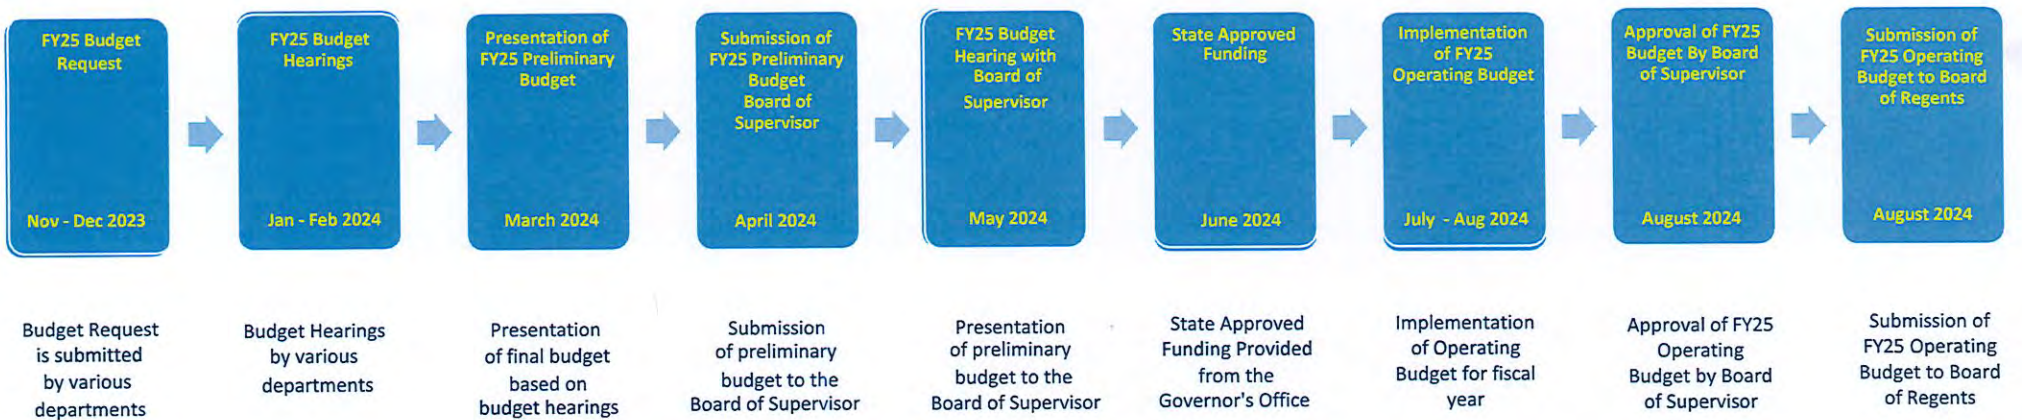 FY25 Budget
Request
Nov - Dec 2023
FY25 Budget
Hearings
Jan - Feb 2024
Presentation of
FY25 Preliminary
Budget
March 2024
Submission of
FY25 Preliminary
Budget
Board of
Supervisor
April 2024
FY25 Budget
Hearing with
Board of
Supervisor
May 2024
State Approved
Funding
June 2024
Implementation
of FY25
Operating Budget
July - Aug 2024
Approval of FY25
Budget By Board
of Supervisor
August 2024
Submission of
FY25 Operating
Budget to Board
of Regents
August 2024
Budget Request
is submitted
by various
departments
Budget Hearings
by various
departments
Presentation
of final budget
based on
budget hearings
Submission
of preliminary
budget to the
Board of Supervisor
Presentation
of preliminary
budget to the
Board of Supervisor
State Approved
Funding Provided
from the
Governor's Office
Implementation
of Operating
Budget for fiscal
year
Approval of FY25
Operating
Budget by Board
of Supervisor
Submission of
FY25 Operating
Budget to Board
of Regents